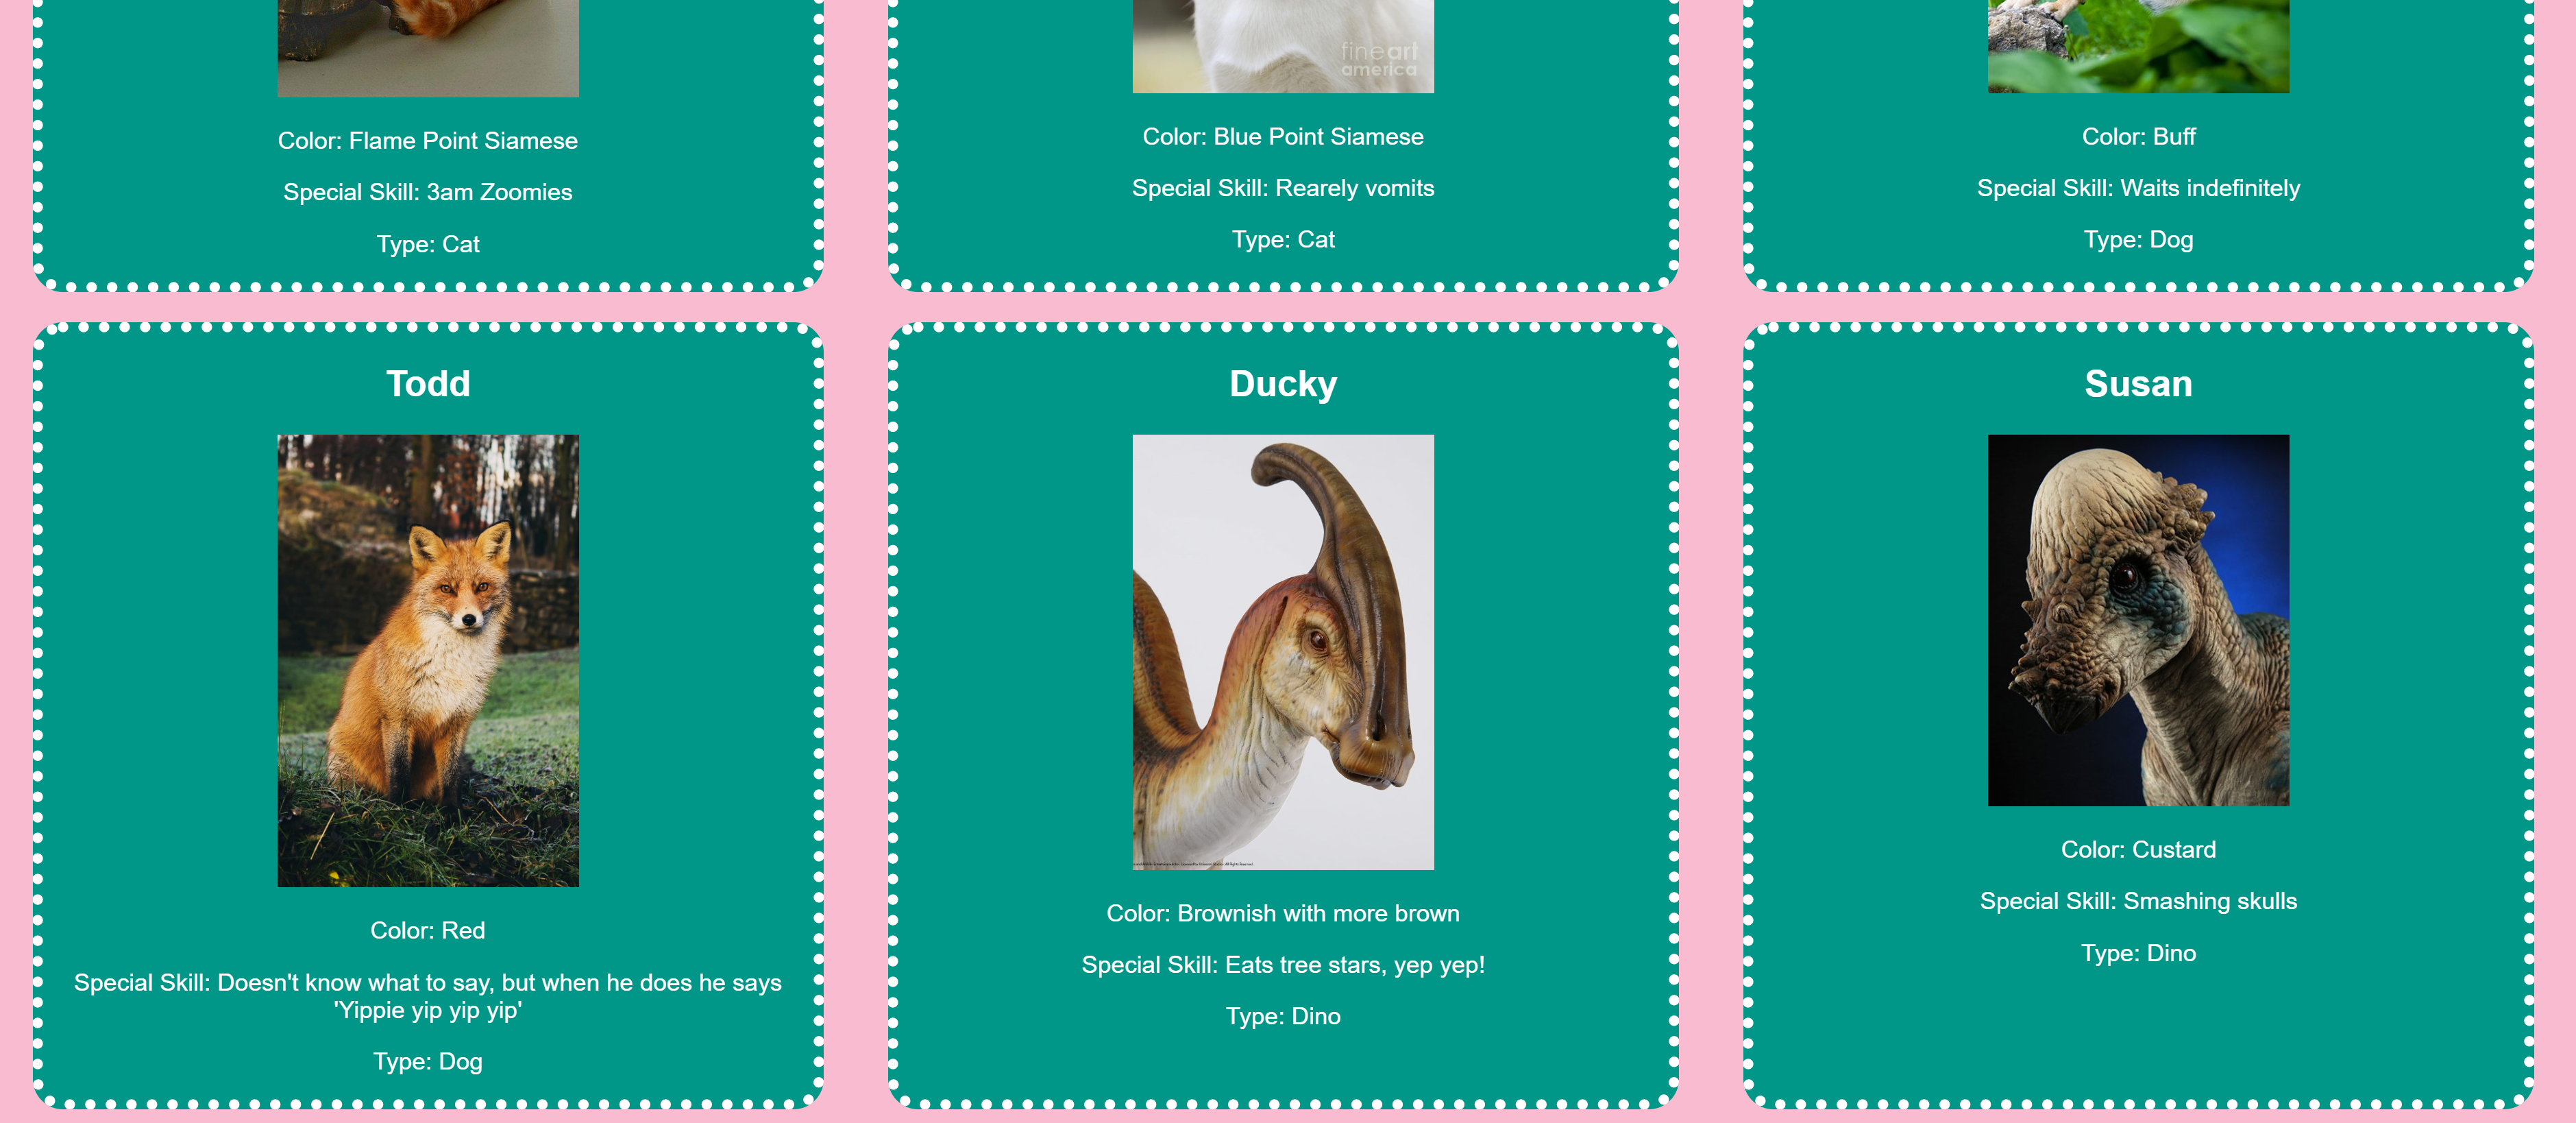 fine art
america
Color: Flame Point Siamese
Special Skill: 3am Zoomies
Type: Cat
Color: Blue Point Siamese
Special Skill: Rearely vomits
Type: Cat
Color: Buff
Special Skill: Waits indefinitely
Type: Dog
Todd
Color: Red
Special Skill: Doesn't know what to say, but when he does he says
'Yippie yip yip yip'
Type: Dog
Ducky
Color: Brownish with more brown
Special Skill: Eats tree stars, yep yep!
Type: Dino
Susan
Color: Custard
Special Skill: Smashing skulls
Type: Dino